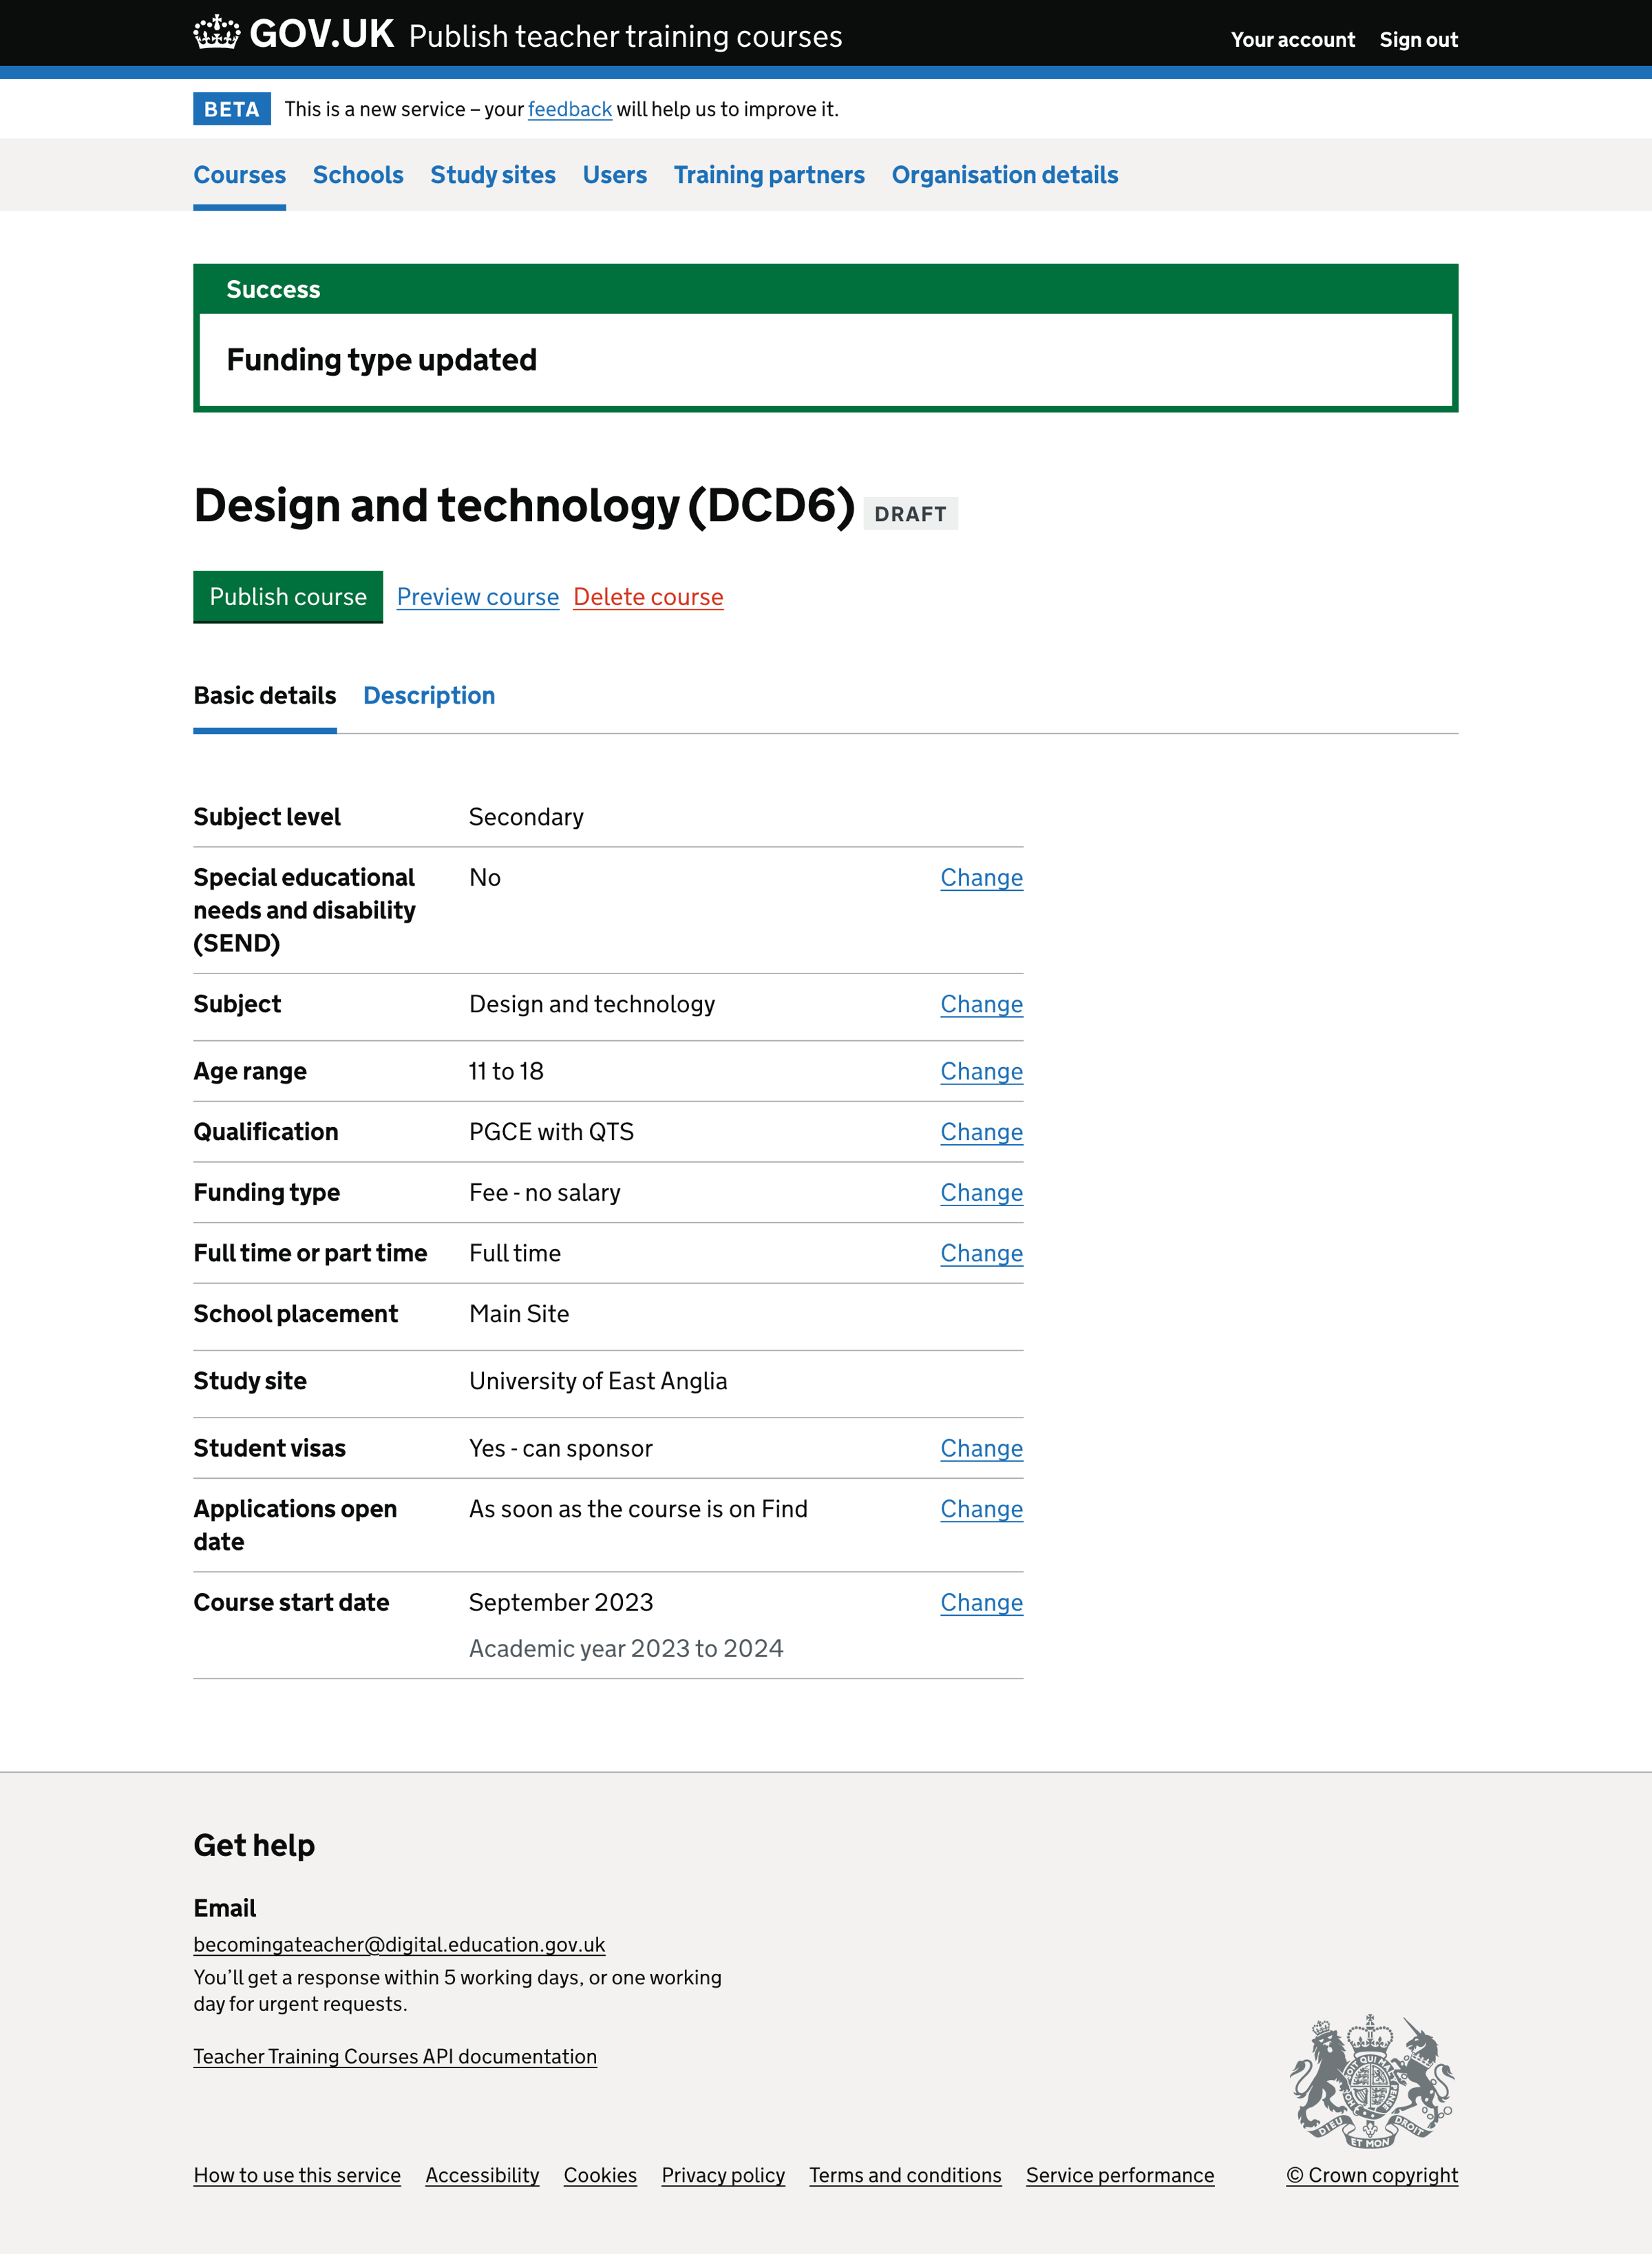 GOV.UK Publish teacher training courses Your account Sign out
BETA This is a new service – your feedback will help us to improve it.
Courses Schools Study sites Users Training partners Organisation details
Success
Funding type updated
Design and technology (DCD6) DRAFT
Publish course Preview course Delete course
Basic details Description
Subject level Secondary
Special educational No Change
needs and disability
(SEND)
Subject Design and technology Change
Age range 11 to 18 Change
Qualification PGCE with QTS Change
Funding type Fee - no salary Change
Full time or part time Full time Change
School placement Main Site
Study site University of East Anglia
Student visas Yes - can sponsor Change
Applications open As soon as the course is on Find Change
date
Course start date September 2023 Change
Academic year 2023 to 2024
Get help
Email
becomingateacher@digital.education.gov.uk
You’ll get a response within 5 working days, or one working
day for urgent requests.
Teacher Training Courses API documentation
DIEU ET MON DROIT
How to use this service Accessibility Cookies Privacy policy Terms and conditions Service performance © Crown copyright